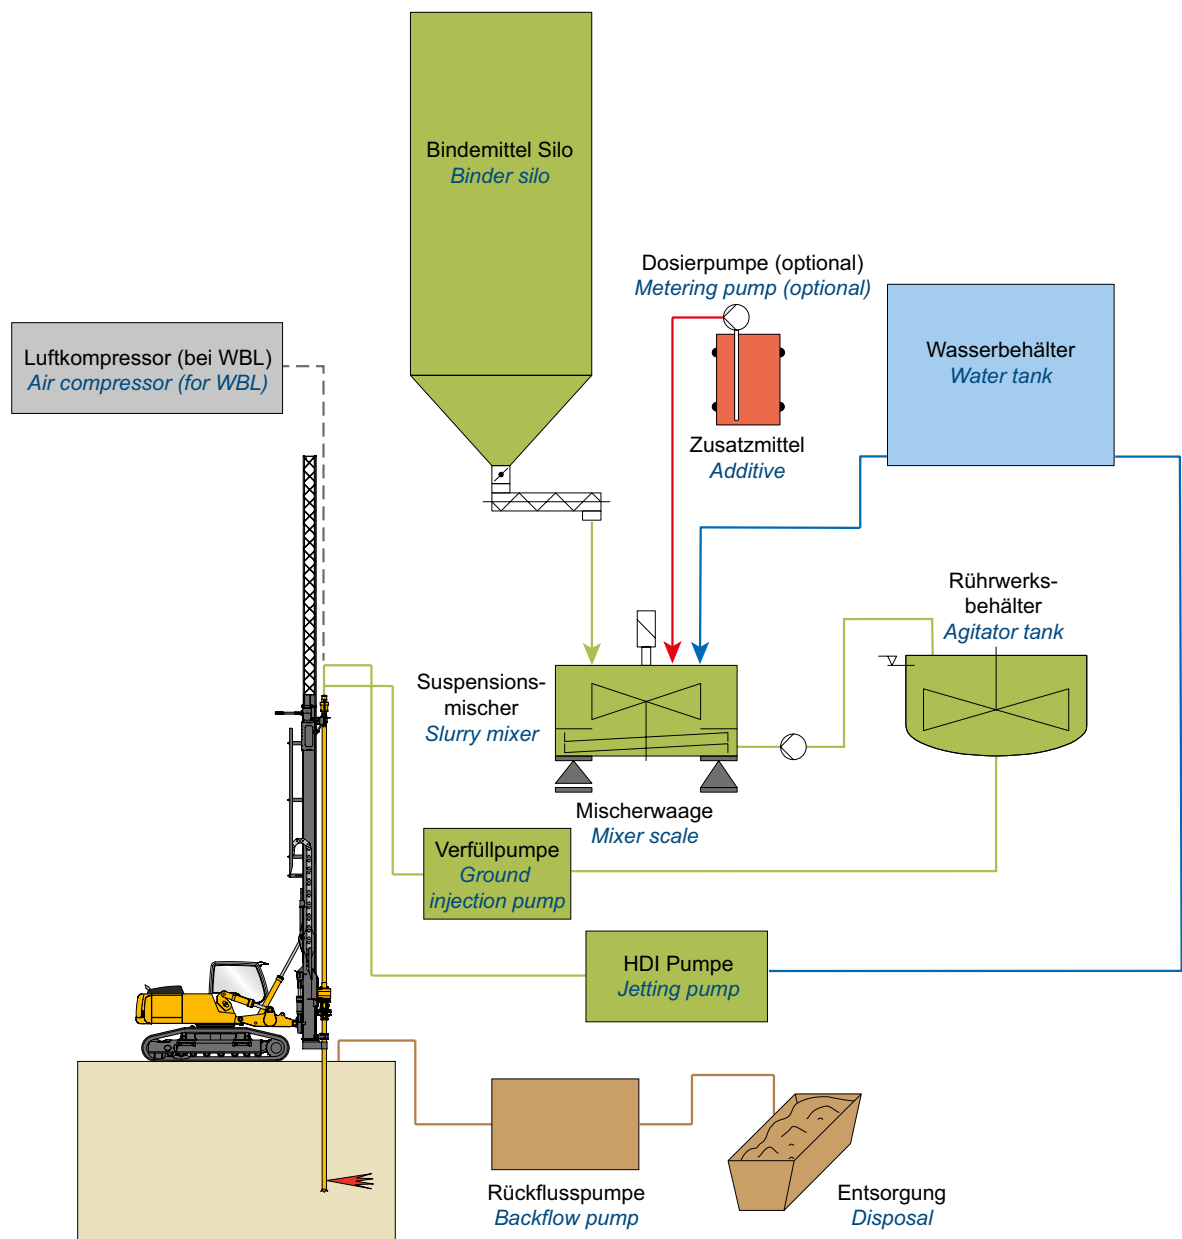 Bindemittel Silo
Binder silo
Dosierpumpe (optional)
Metering pump (optional)
Luftkompressor (bei WBL)
Air compressor (for WBL)
Wasserbehälter
Water tank
Zusatzmittel
Additive
Rührwerks-
behälter
Agitator tank
Suspensions-
mischer
Slurry mixer
Mischerwaage
Mixer scale
Verfüllpumpe
Ground
injection pump
HDI Pumpe
Jetting pump
Rückflusspumpe
Backflow pump
Entsorgung
Disposal